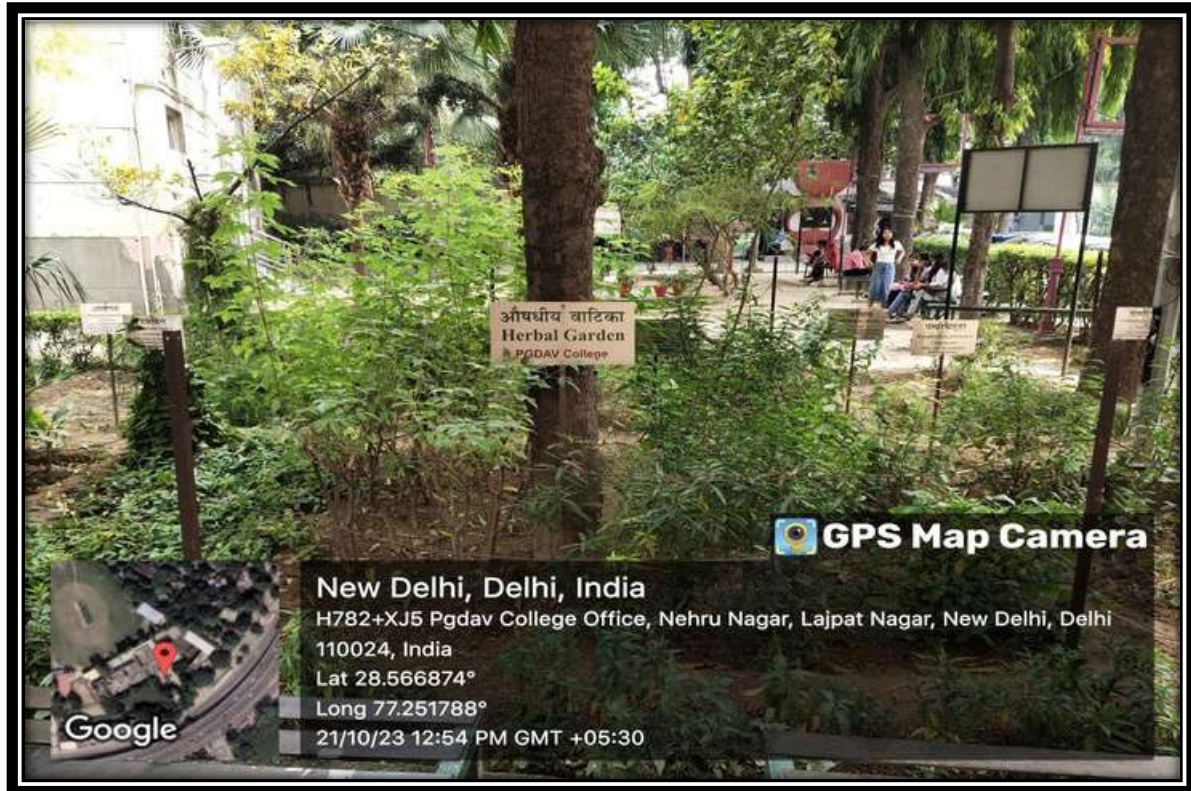 औषधीय वाटिका
Herbal Garden
PGDAV College
GPS Map Camera
New Delhi, Delhi, India
H782+XJ5 Pgdav College Office, Nehru Nagar, Lajpat Nagar, New Delhi, Delhi
110024, India
Lat 28.566874°
Long 77.251788°
21/10/23 12:54 PM GMT +05:30
Google